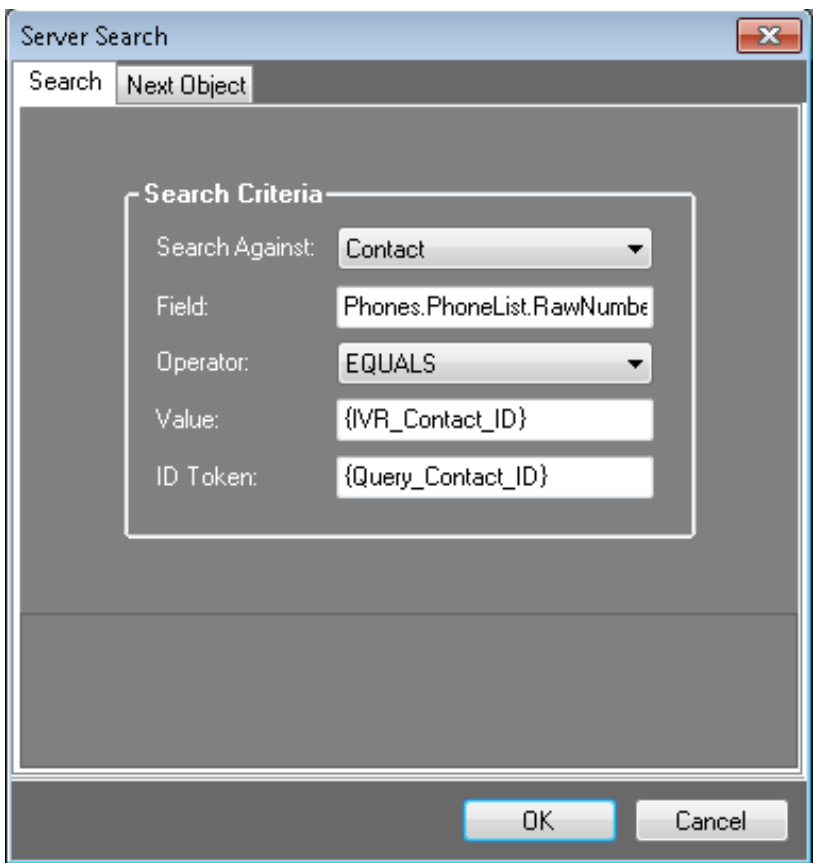 Server Search
Search Next Object
Search Criteria
Search Against: Contact
Field: Phones.PhoneList.RawNumbe
Operator: EQUALS
Value: {IVR_Contact_ID}
ID Token: {Query_Contact_ID}
OK Cancel